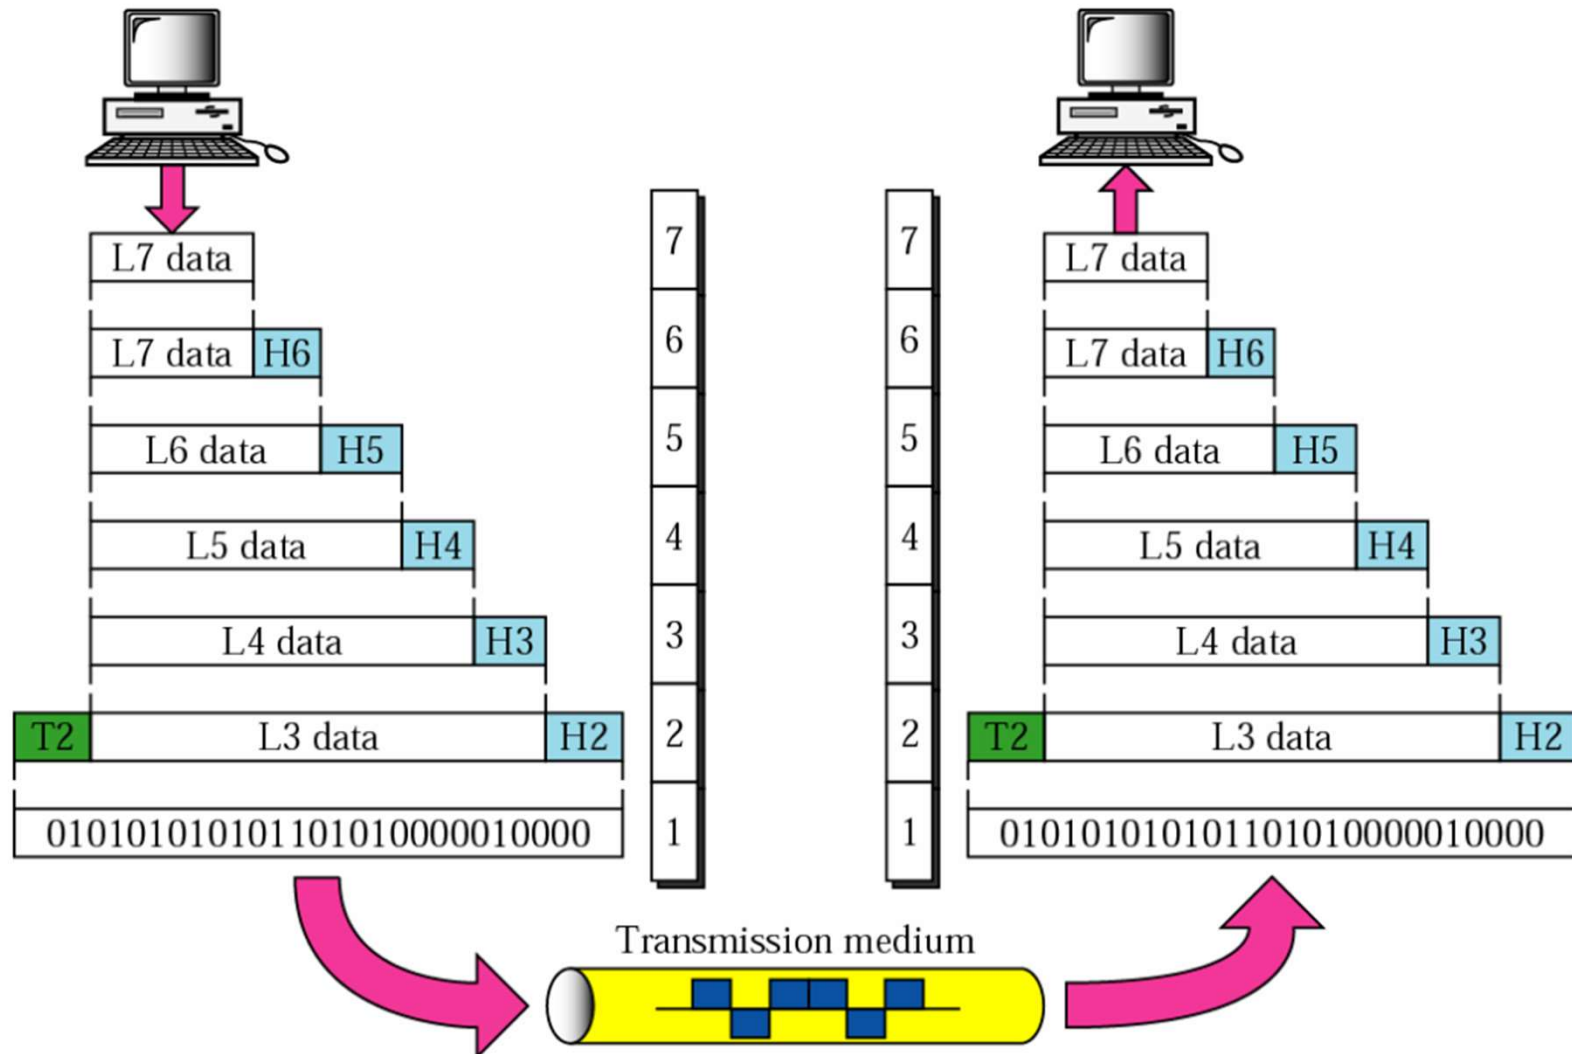 L7 data 7 7 L7 data
L7 data H6 6 6 L7 data H6
L6 data H5 5 5 L6 data H5
L5 data H4 4 4 L5 data H4
L4 data H3 3 3 L4 data H3
T2 L3 data H2 2 2 T2 L3 data H2
010101010101101010000010000 1 1 010101010101101010000010000
Transmission medium